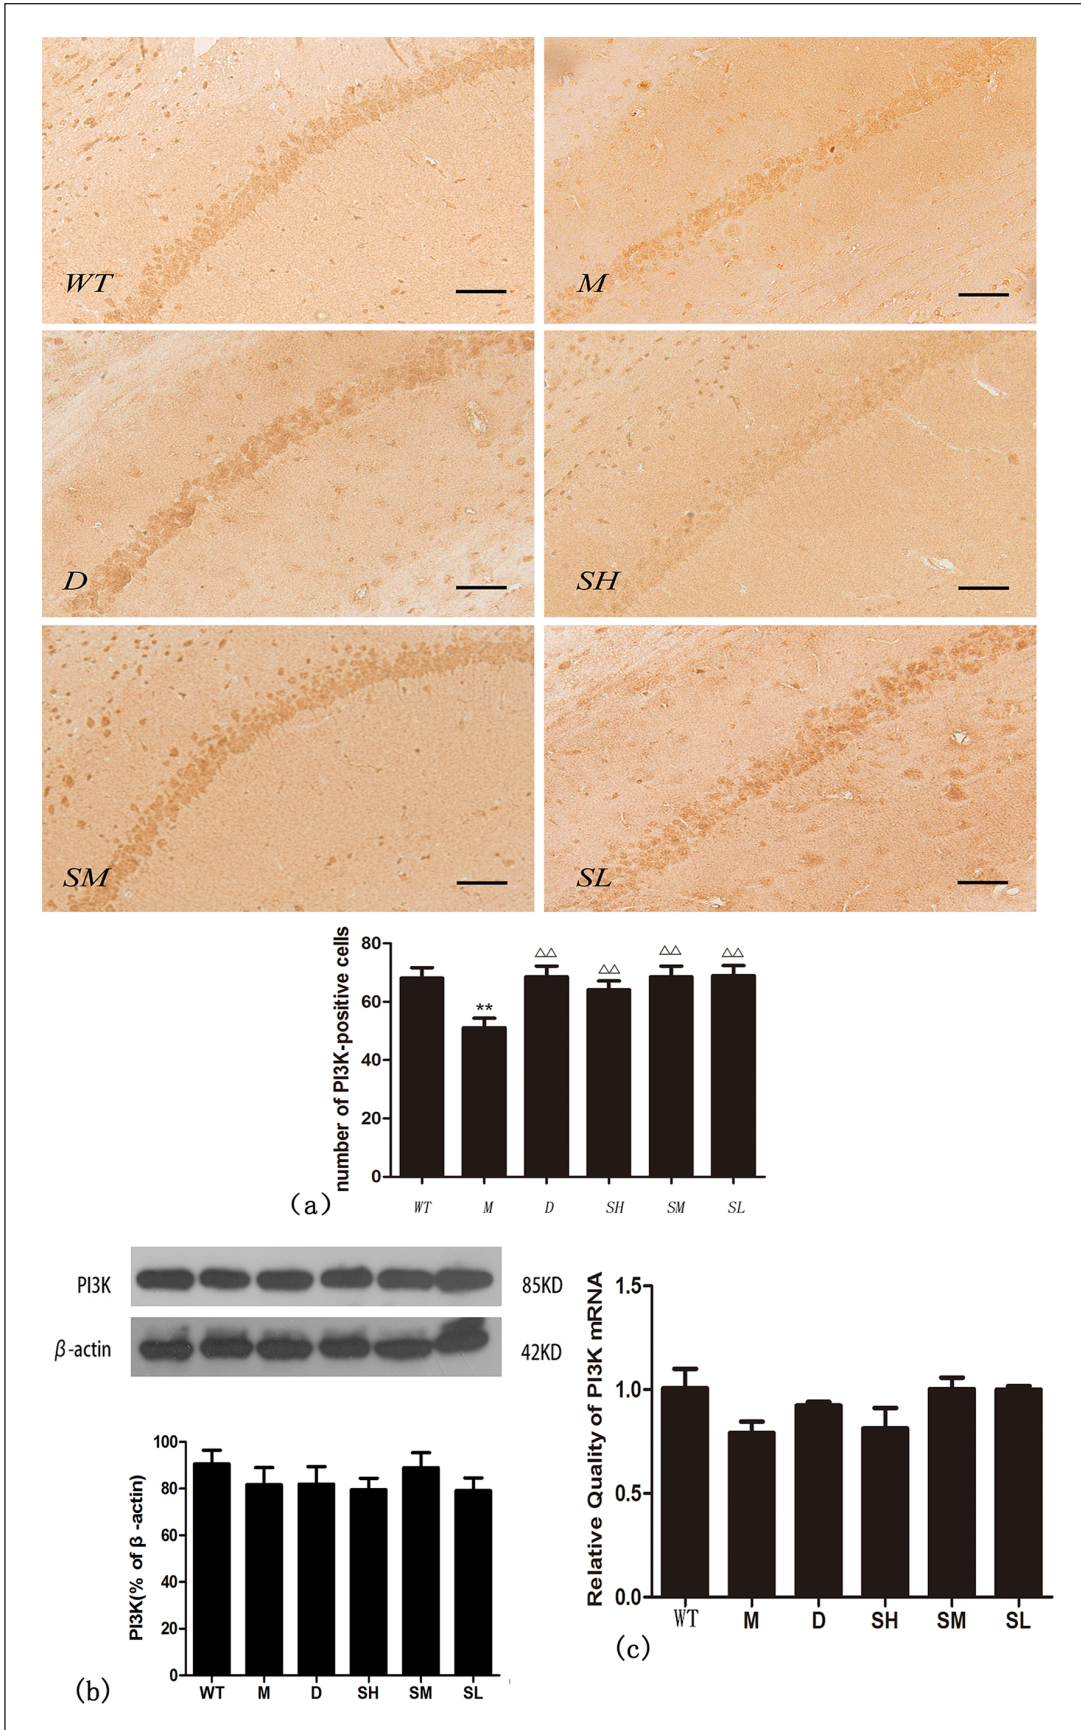 WT
M
D
SH
SM
SL
number of PI3K-positive cells
80
60
40
20
0
**
△△
△△
△△
△△
WT M D SH SM SL
(a)
PI3K 85KD
β-actin 42KD
PI3K(% of β -actin)
100
80
60
40
20
0
WT M D SH SM SL
(b)
Relative Quality of PI3K mRNA
1.5
1.0
0.5
0.0
WT M D SH SM SL
(c)